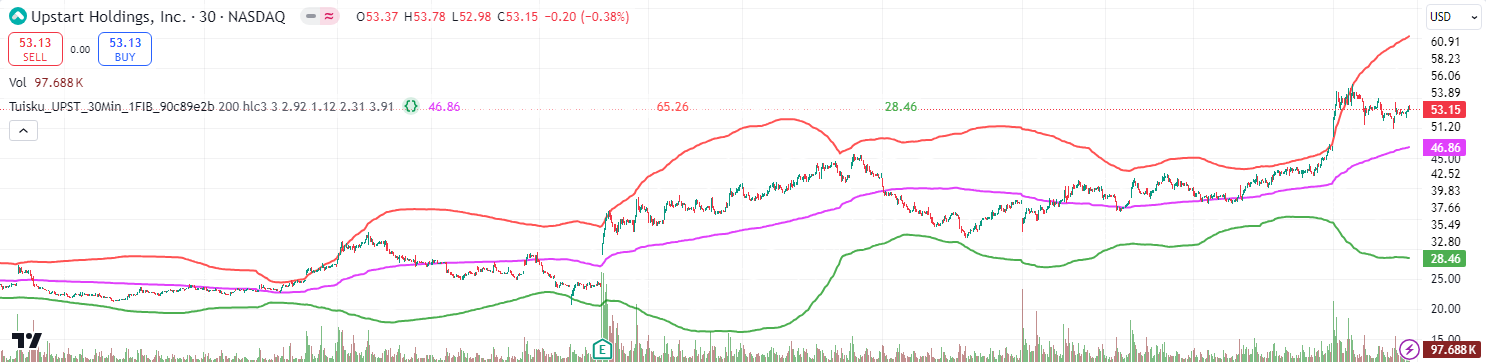 Upstart Holdings, Inc. · 30 · NASDAQ O53.37 H53.78 L52.98 C53.15 −0.20 (−0.38%)
USD
53.13 0.00 53.13
SELL BUY
Vol 97.688 K
Tuisku_UPST_30Min_1FIB_90c89e2b 200 hlc3 3 2.92 1.12 2.31 3.91 {} 46.86 65.26 28.46
60.91
58.23
56.06
53.89
53.15
51.20
46.86
45.00
42.52
39.83
37.66
35.49
32.80
28.46
25.00
20.00
15.00
E
97.688 K